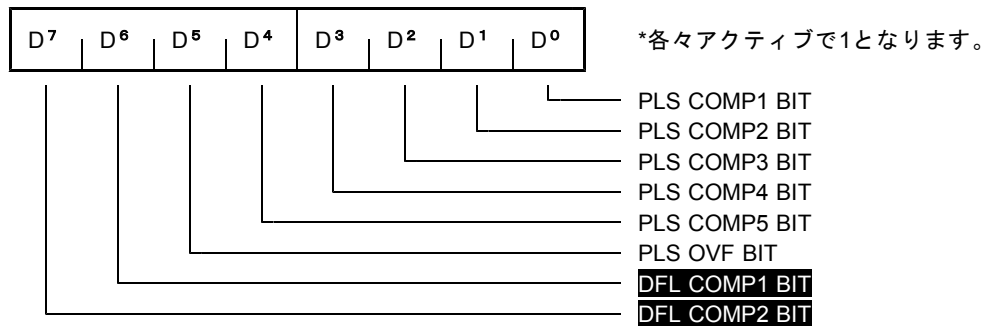 D⁷ D⁶ D⁵ D⁴ D³ D² D¹ D⁰ *各々アクティブで1となります。
PLS COMP1 BIT
PLS COMP2 BIT
PLS COMP3 BIT
PLS COMP4 BIT
PLS COMP5 BIT
PLS OVF BIT
DFL COMP1 BIT
DFL COMP2 BIT